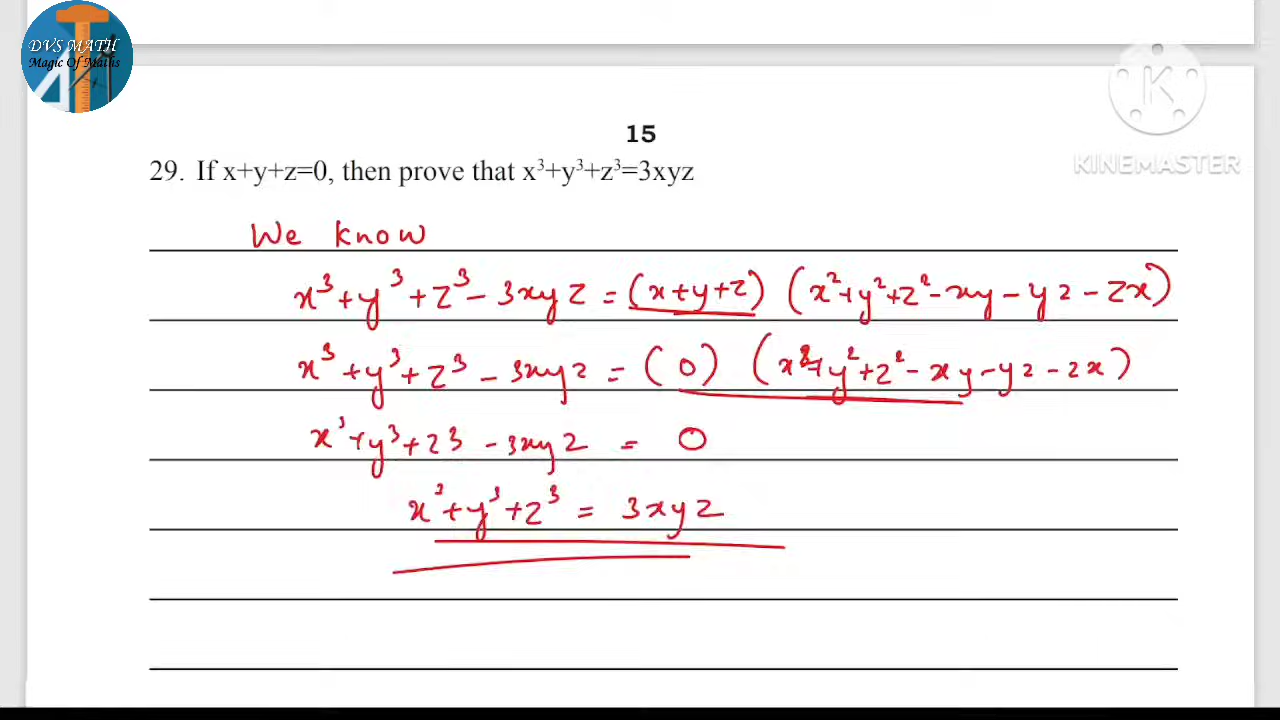 DVS MATH
Magic Of Maths
K
KINEMASTER
15
29. If x+y+z=0, then prove that x³+y³+z³=3xyz
We know
x³+y³+z³-3xyz=(x+y+z) (x²+y²+z²-xy-yz-zx)
x³+y³+z³-3xyz=(0) (x²+y²+z²-xy-yz-zx)
x³+y³+z3-3xyz = 0
x³+y³+z³ = 3xyz